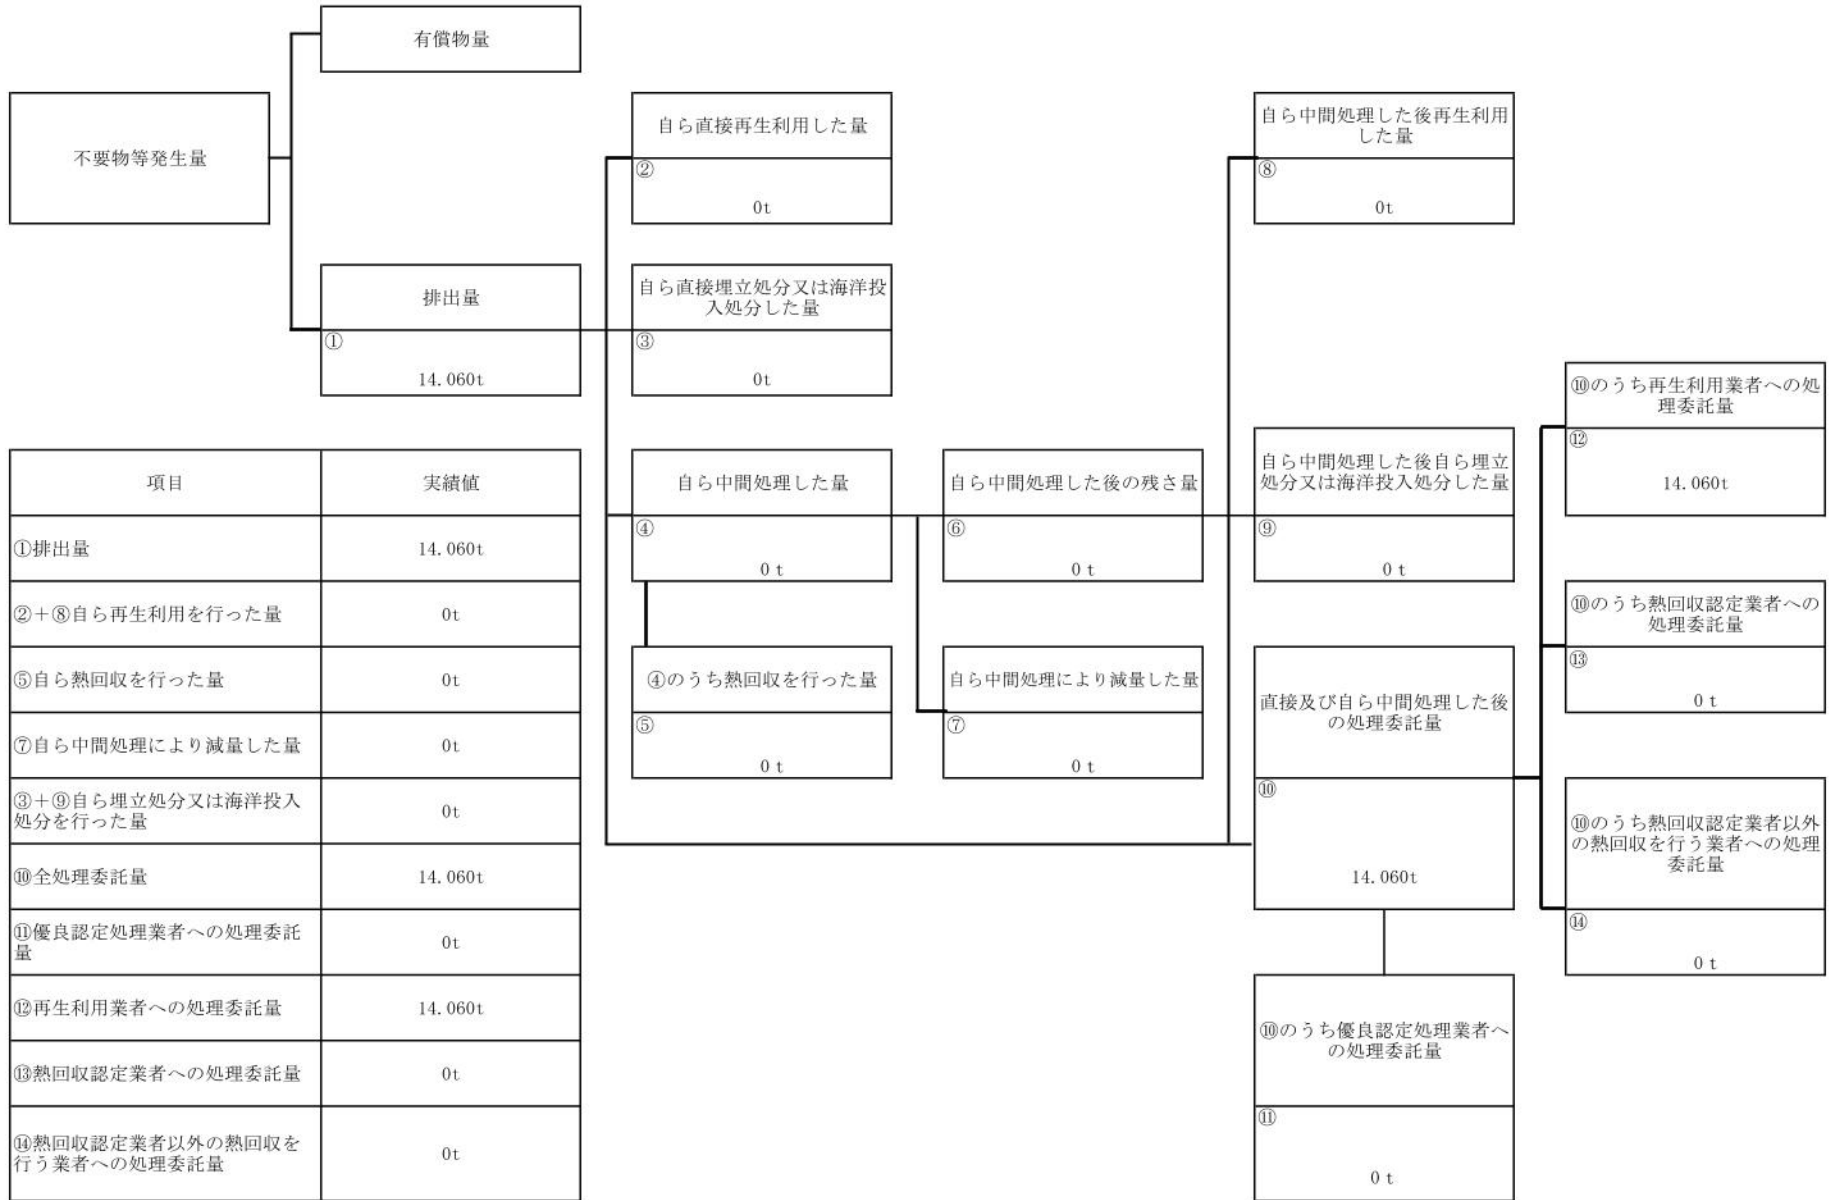 有償物量
不要物等発生量
自ら直接再生利用した量
②
0t
自ら中間処理した後再生利用
した量
⑧
0t
排出量
①
14.060t
自ら直接埋立処分又は海洋投
入処分した量
③
0t
⑩のうち再生利用業者への処
理委託量
⑫
14.060t
自ら中間処理した量
④
0 t
自ら中間処理した後の残さ量
⑥
0 t
自ら中間処理した後自ら埋立
処分又は海洋投入処分した量
⑨
0 t
⑩のうち熱回収認定業者への
処理委託量
⑬
0 t
④のうち熱回収を行った量
⑤
0 t
自ら中間処理により減量した量
⑦
0 t
直接及び自ら中間処理した後
の処理委託量
⑩
14.060t
⑩のうち熱回収認定業者以外
の熱回収を行う業者への処理
委託量
⑭
0 t
⑩のうち優良認定処理業者へ
の処理委託量
⑪
0 t
項目 実績値
①排出量 14.060t
②＋⑧自ら再生利用を行った量 0t
⑤自ら熱回収を行った量 0t
⑦自ら中間処理により減量した量 0t
③＋⑨自ら埋立処分又は海洋投入
処分を行った量 0t
⑩全処理委託量 14.060t
⑪優良認定処理業者への処理委託
量 0t
⑫再生利用業者への処理委託量 14.060t
⑬熱回収認定業者への処理委託量 0t
⑭熱回収認定業者以外の熱回収を
行う業者への処理委託量 0t